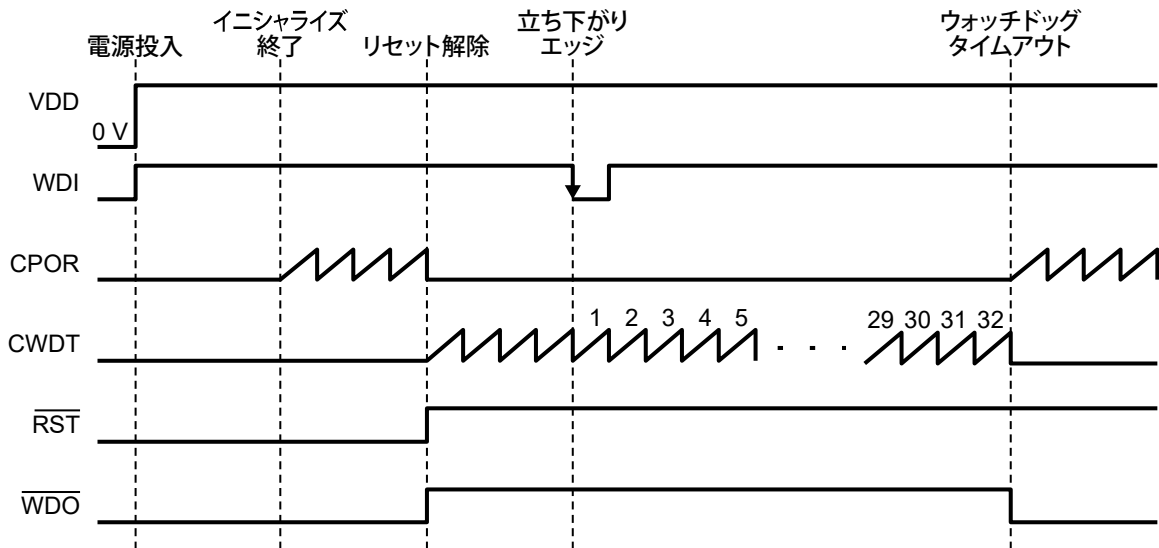 電源投入
イニシャライズ
終了
リセット解除
立ち下がり
エッジ
ウォッチドッグ
タイムアウト
VDD
0 V
WDI
CPOR
CWDT
1 2 3 4 5 · · · 29 30 31 32
RST
WDO